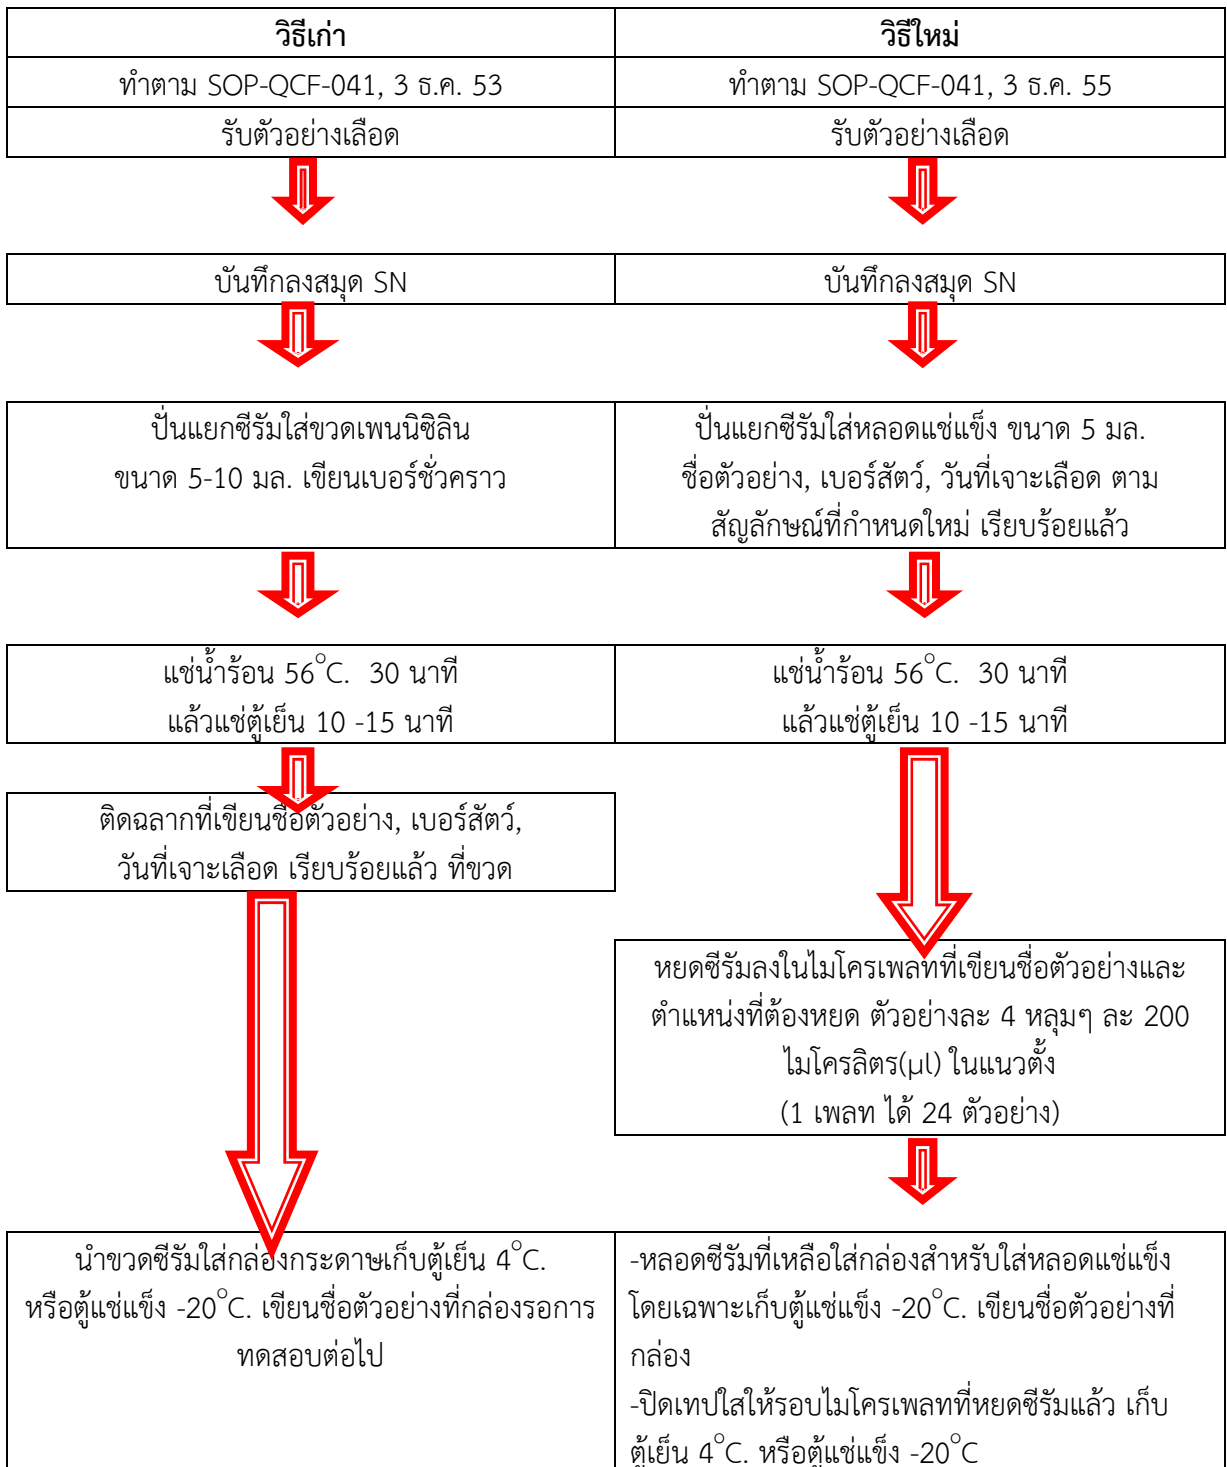 วิธีเก่า
วิธีใหม่
ทำตาม SOP-QCF-041, 3 ธ.ค. 53
ทำตาม SOP-QCF-041, 3 ธ.ค. 55
รับตัวอย่างเลือด
รับตัวอย่างเลือด
บันทึกลงสมุด SN
บันทึกลงสมุด SN
ปั่นแยกซีรัมใส่ขวดเพนนิซิลิน
ขนาด 5-10 มล. เขียนเบอร์ชั่วคราว
ปั่นแยกซีรัมใส่หลอดแช่แข็ง ขนาด 5 มล.
ชื่อตัวอย่าง, เบอร์สัตว์, วันที่เจาะเลือด ตาม
สัญลักษณ์ที่กำหนดใหม่ เรียบร้อยแล้ว
แช่น้ำร้อน 56°C. 30 นาที
แล้วแช่ตู้เย็น 10 -15 นาที
แช่น้ำร้อน 56°C. 30 นาที
แล้วแช่ตู้เย็น 10 -15 นาที
ติดฉลากที่เขียนชื่อตัวอย่าง, เบอร์สัตว์,
วันที่เจาะเลือด เรียบร้อยแล้ว ที่ขวด
หยดซีรัมลงในไมโครเพลทที่เขียนชื่อตัวอย่างและ
ตำแหน่งที่ต้องหยด ตัวอย่างละ 4 หลุมๆ ละ 200
ไมโครลิตร(µl) ในแนวตั้ง
(1 เพลท ได้ 24 ตัวอย่าง)
นำขวดซีรัมใส่กล่องกระดาษเก็บตู้เย็น 4°C.
หรือตู้แช่แข็ง -20°C. เขียนชื่อตัวอย่างที่กล่องรอการ
ทดสอบต่อไป
-หลอดซีรัมที่เหลือใส่กล่องสำหรับใส่หลอดแช่แข็ง
โดยเฉพาะเก็บตู้แช่แข็ง -20°C. เขียนชื่อตัวอย่างที่
กล่อง
-ปิดเทปใสให้รอบไมโครเพลทที่หยดซีรัมแล้ว เก็บ
ตู้เย็น 4°C. หรือตู้แช่แข็ง -20°C